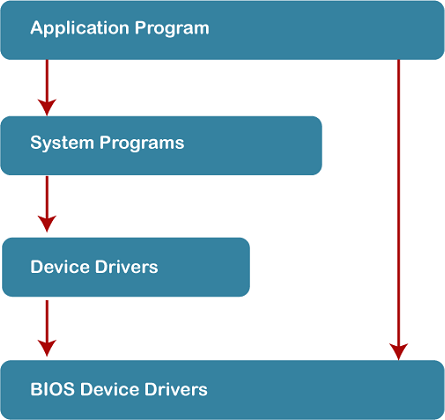 Application Program
System Programs
Device Drivers
BIOS Device Drivers